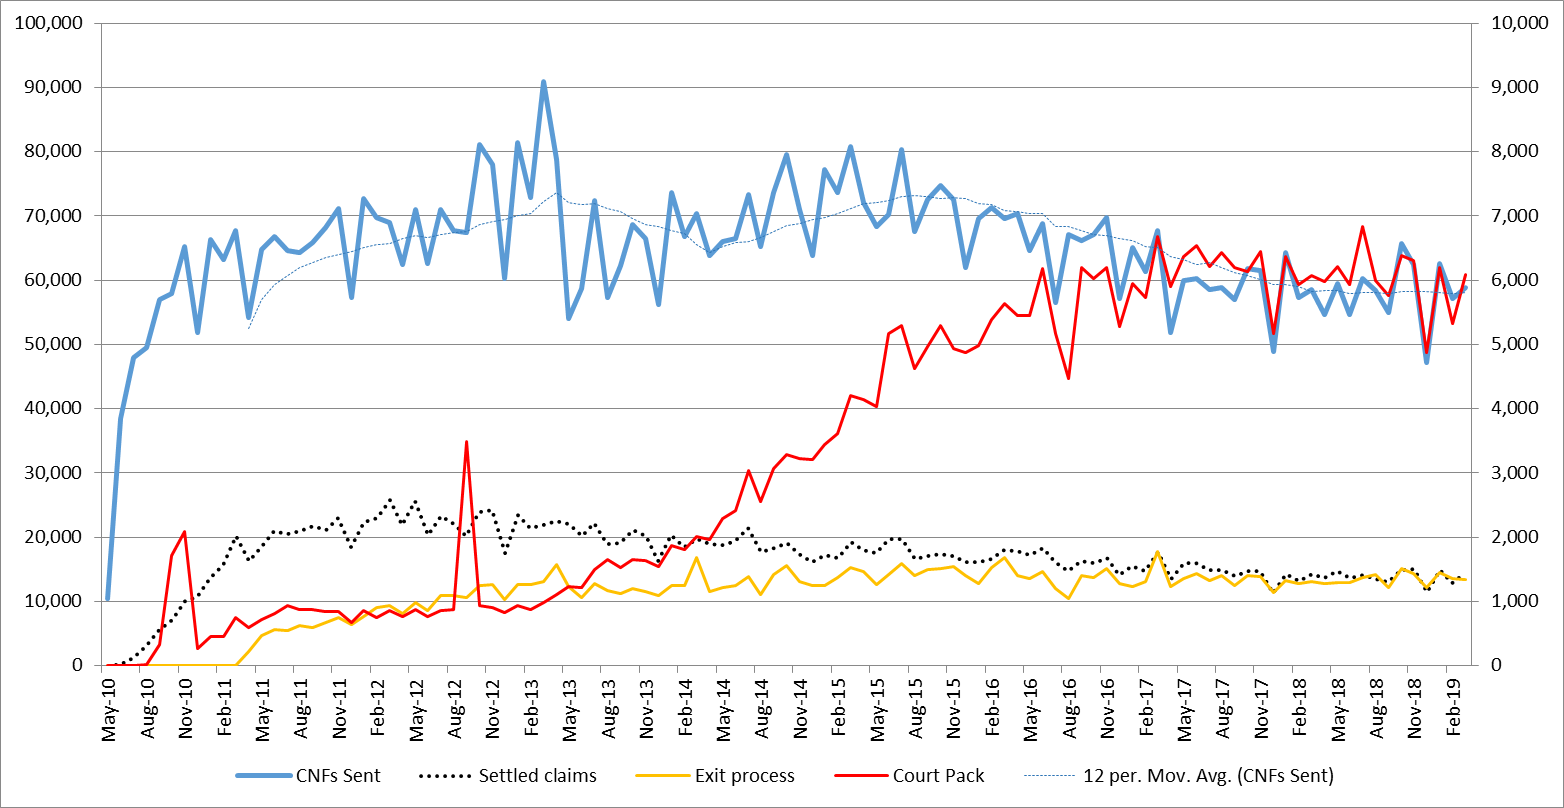 100,000
90,000
80,000
70,000
60,000
50,000
40,000
30,000
20,000
10,000
0
10,000
9,000
8,000
7,000
6,000
5,000
4,000
3,000
2,000
1,000
0
May-10
Aug-10
Nov-10
Feb-11
May-11
Aug-11
Nov-11
Feb-12
May-12
Aug-12
Nov-12
Feb-13
May-13
Aug-13
Nov-13
Feb-14
May-14
Aug-14
Nov-14
Feb-15
May-15
Aug-15
Nov-15
Feb-16
May-16
Aug-16
Nov-16
Feb-17
May-17
Aug-17
Nov-17
Feb-18
May-18
Aug-18
Nov-18
Feb-19
CNFs Sent Settled claims Exit process Court Pack 12 per. Mov. Avg. (CNFs Sent)